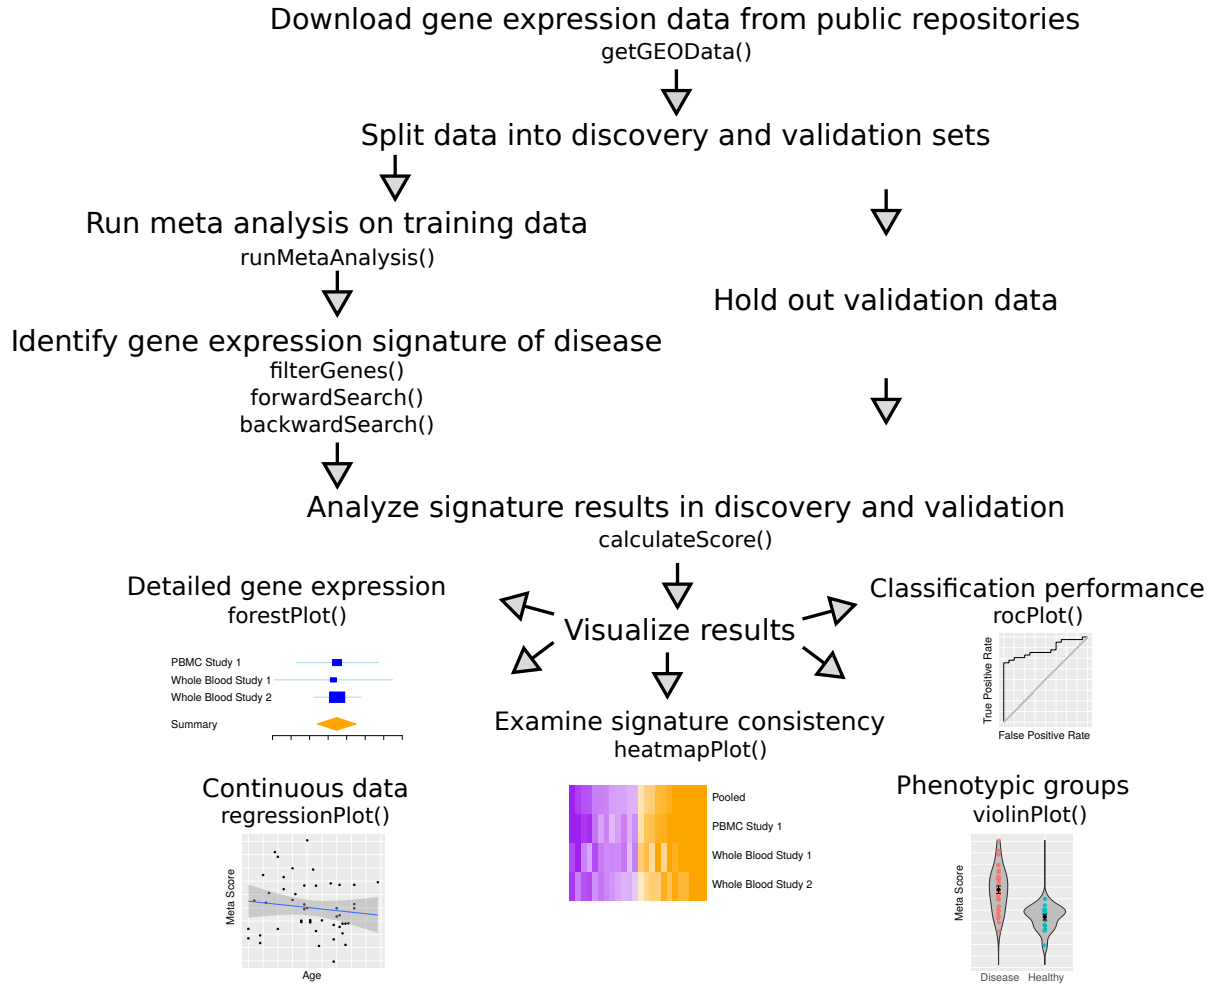 Download gene expression data from public repositories
getGEOData()
Split data into discovery and validation sets
Run meta analysis on training data
runMetaAnalysis()
Hold out validation data
Identify gene expression signature of disease
filterGenes()
forwardSearch()
backwardSearch()
Analyze signature results in discovery and validation
calculateScore()
Visualize results
Detailed gene expression
forestPlot()
PBMC Study 1
Whole Blood Study 1
Whole Blood Study 2
Summary
Classification performance
rocPlot()
True Positive Rate
False Positive Rate
Examine signature consistency
heatmapPlot()
Pooled
PBMC Study 1
Whole Blood Study 1
Whole Blood Study 2
Continuous data
regressionPlot()
Meta Score
Age
Phenotypic groups
violinPlot()
Meta Score
Disease Healthy